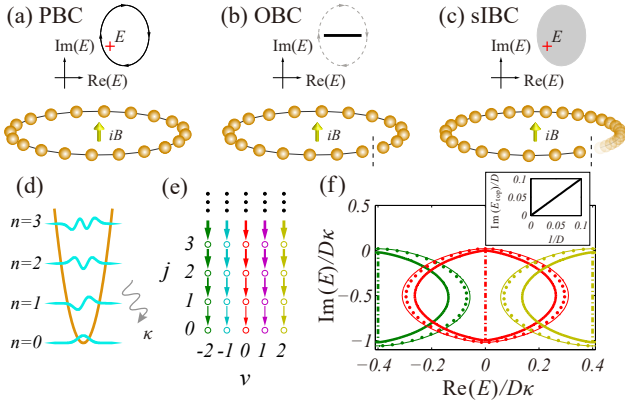 (a) PBC
Im(E)
E
Re(E)
iB
(b) OBC
Im(E)
Re(E)
iB
(c) sIBC
Im(E)
E
Re(E)
iB
(d)
n=3
n=2
n=1
n=0
κ
(e)
j
3
2
1
0
-2 -1 0 1 2
ν
(f)
Im(E)/Dκ
0.5
0
−0.5
−1
−0.4 −0.2 0 0.2 0.4
Re(E)/Dκ
Im(E_top)/D
0.1
0.05
0
0 0.05 0.1
1/D